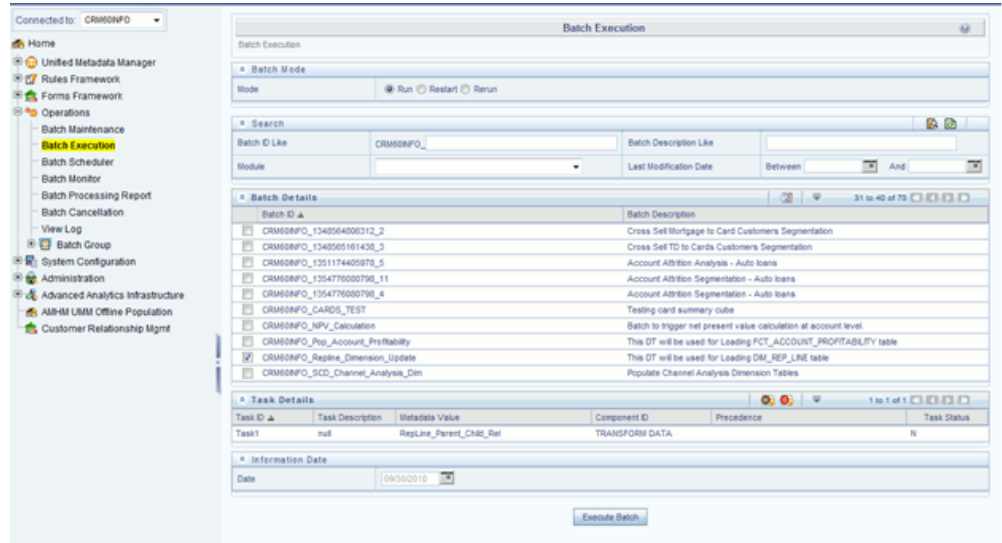 Connected to: CRM60INFO
Home
Unified Metadata Manager
Rules Framework
Forms Framework
Operations
Batch Maintenance
Batch Execution
Batch Scheduler
Batch Monitor
Batch Processing Report
Batch Cancellation
View Log
Batch Group
System Configuration
Administration
Advanced Analytics Infrastructure
AMHM UMM Offline Population
Customer Relationship Mgmt
Batch Execution
Batch Execution
Batch Mode
Mode Run Restart Rerun
Search
Batch ID Like CRM60INFO_ Batch Description Like
Module Last Modification Date Between And
Batch Details 31 to 40 of 70
Batch ID Batch Description
CRM60INFO_1348564806312_2 Cross Sell Mortgage to Card Customers Segmentation
CRM60INFO_1348565161438_3 Cross Sell TD to Cards Customers Segmentation
CRM60INFO_1351174405970_5 Account Attrition Analysis - Auto loans
CRM60INFO_1354776080798_11 Account Attrition Segmentation - Auto loans
CRM60INFO_1354776080798_4 Account Attrition Segmentation - Auto loans
CRM60INFO_CARDS_TEST Testing card summary cube
CRM60INFO_NPV_Calculation Batch to trigger net present value calculation at account level.
CRM60INFO_Pop_Account_Profitability This DT will be used for Loading FCT_ACCOUNT_PROFITABILITY table
CRM60INFO_Repline_Dimension_Update This DT will be used for Loading DIM_REP_LINE table
CRM60INFO_SCD_Channel_Analysis_Dim Populate Channel Analysis Dimension Tables
Task Details 1 to 1 of 1
Task ID Task Description Metadata Value Component ID Precedence Task Status
Task1 null RepLine_Parent_Child_Rel TRANSFORM DATA N
Information Date
Date 09/30/2010
Execute Batch